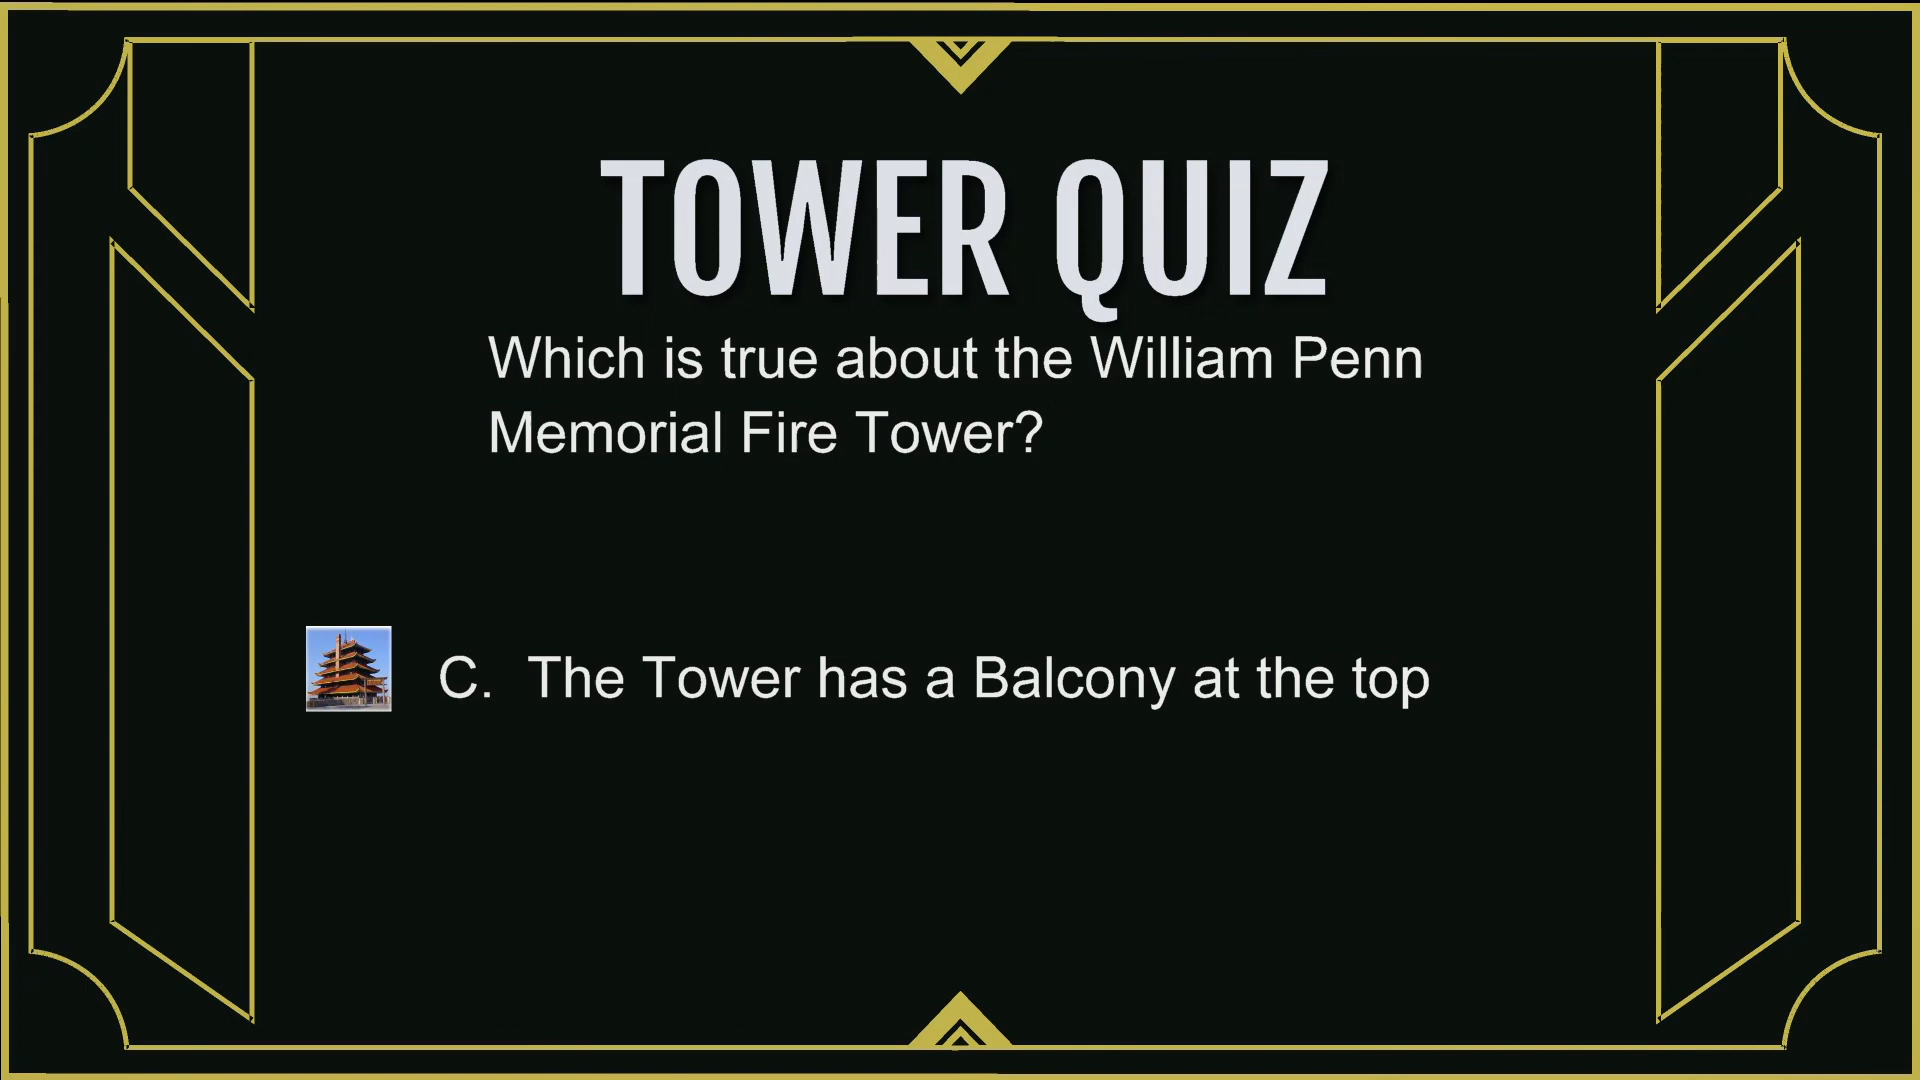 TOWER QUIZ
Which is true about the William Penn
Memorial Fire Tower?
C. The Tower has a Balcony at the top